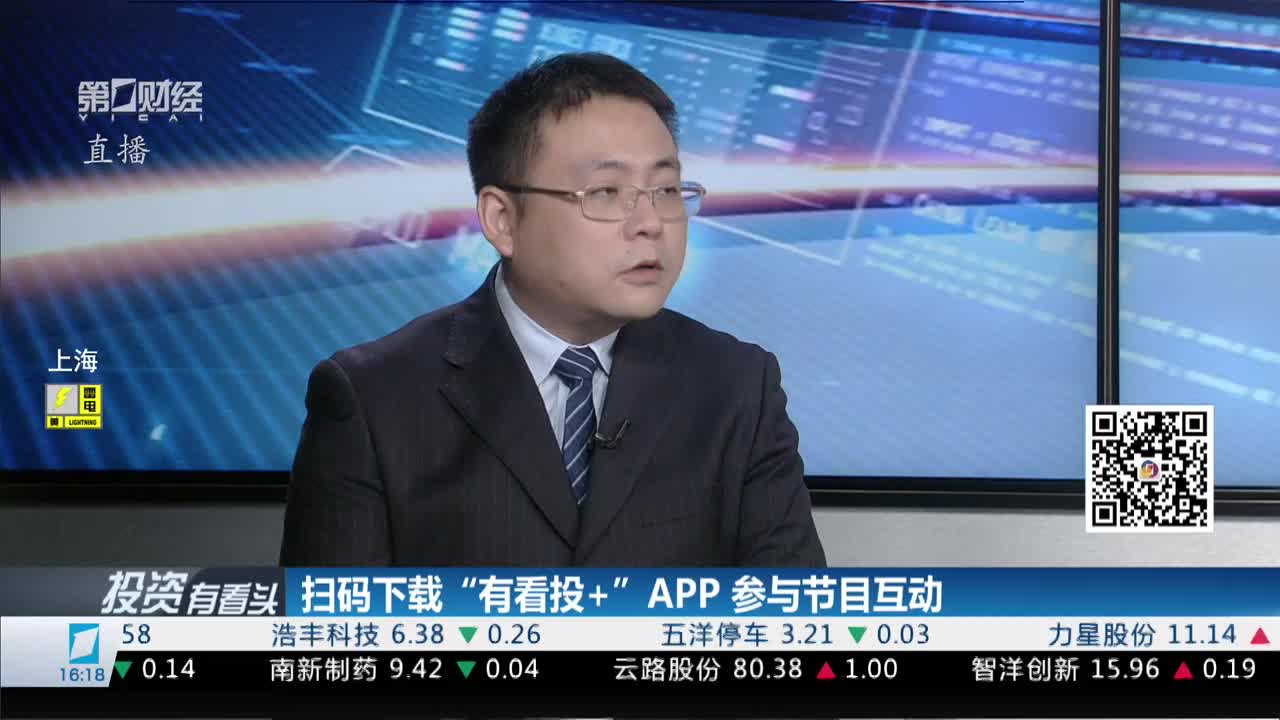 第一财经
YICAI
直播
上海
雷电
黄 LIGHTNING
投资有看头
扫码下载“有看投+”APP 参与节目互动
58 浩丰科技 6.38 ▼ 0.26 五洋停车 3.21 ▼ 0.03 力星股份 11.14 ▲
16:18 ▼ 0.14 南新制药 9.42 ▼ 0.04 云路股份 80.38 ▲ 1.00 智洋创新 15.96 ▲ 0.19